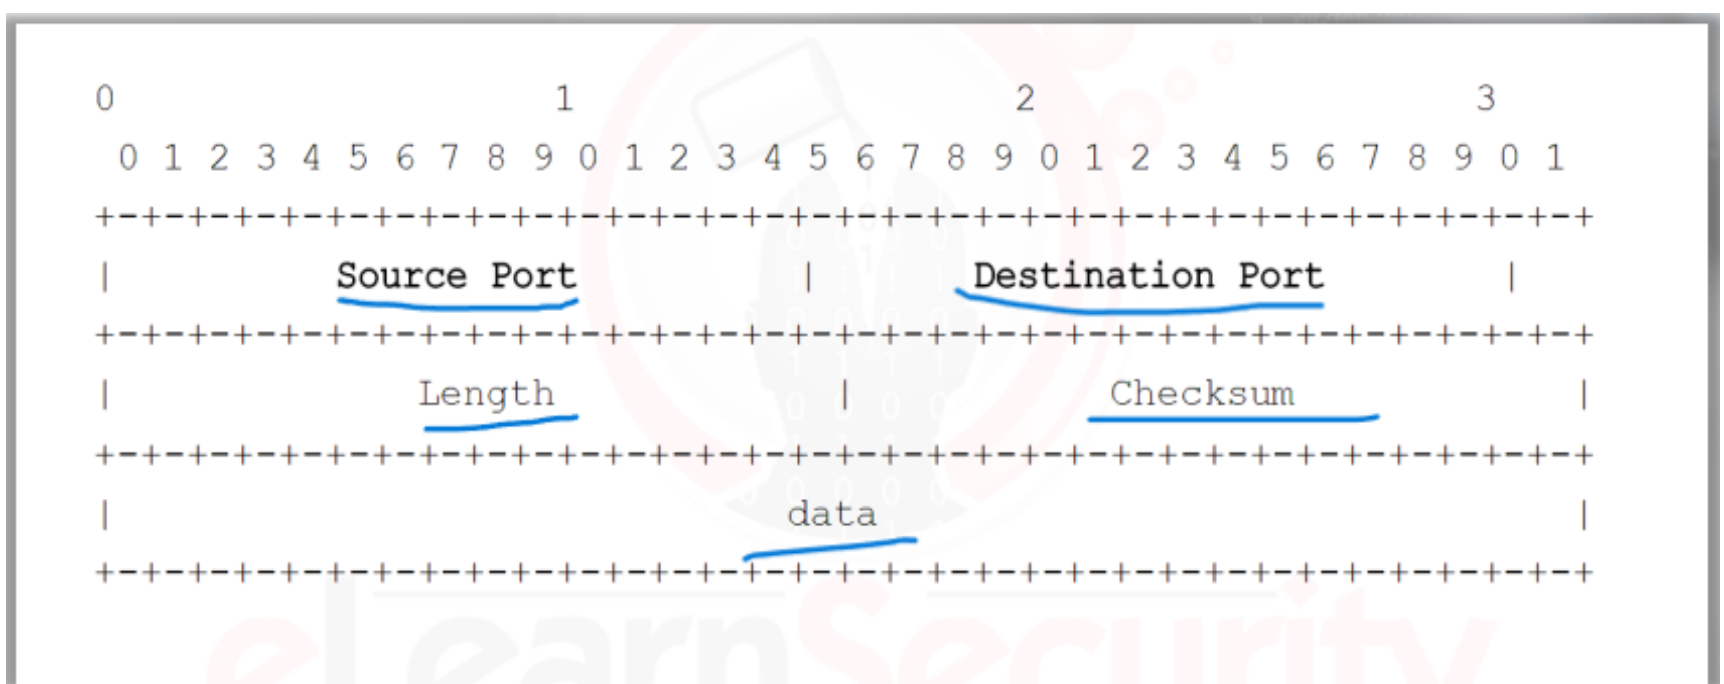 0 1 2 3
0 1 2 3 4 5 6 7 8 9 0 1 2 3 4 5 6 7 8 9 0 1 2 3 4 5 6 7 8 9 0 1
+-+-+-+-+-+-+-+-+-+-+-+-+-+-+-+-+-+-+-+-+-+-+-+-+-+-+-+-+-+-+-+-+
| Source Port | Destination Port |
+-+-+-+-+-+-+-+-+-+-+-+-+-+-+-+-+-+-+-+-+-+-+-+-+-+-+-+-+-+-+-+-+
| Length | Checksum |
+-+-+-+-+-+-+-+-+-+-+-+-+-+-+-+-+-+-+-+-+-+-+-+-+-+-+-+-+-+-+-+-+
| data |
+-+-+-+-+-+-+-+-+-+-+-+-+-+-+-+-+-+-+-+-+-+-+-+-+-+-+-+-+-+-+-+-+
eLearnSecurity